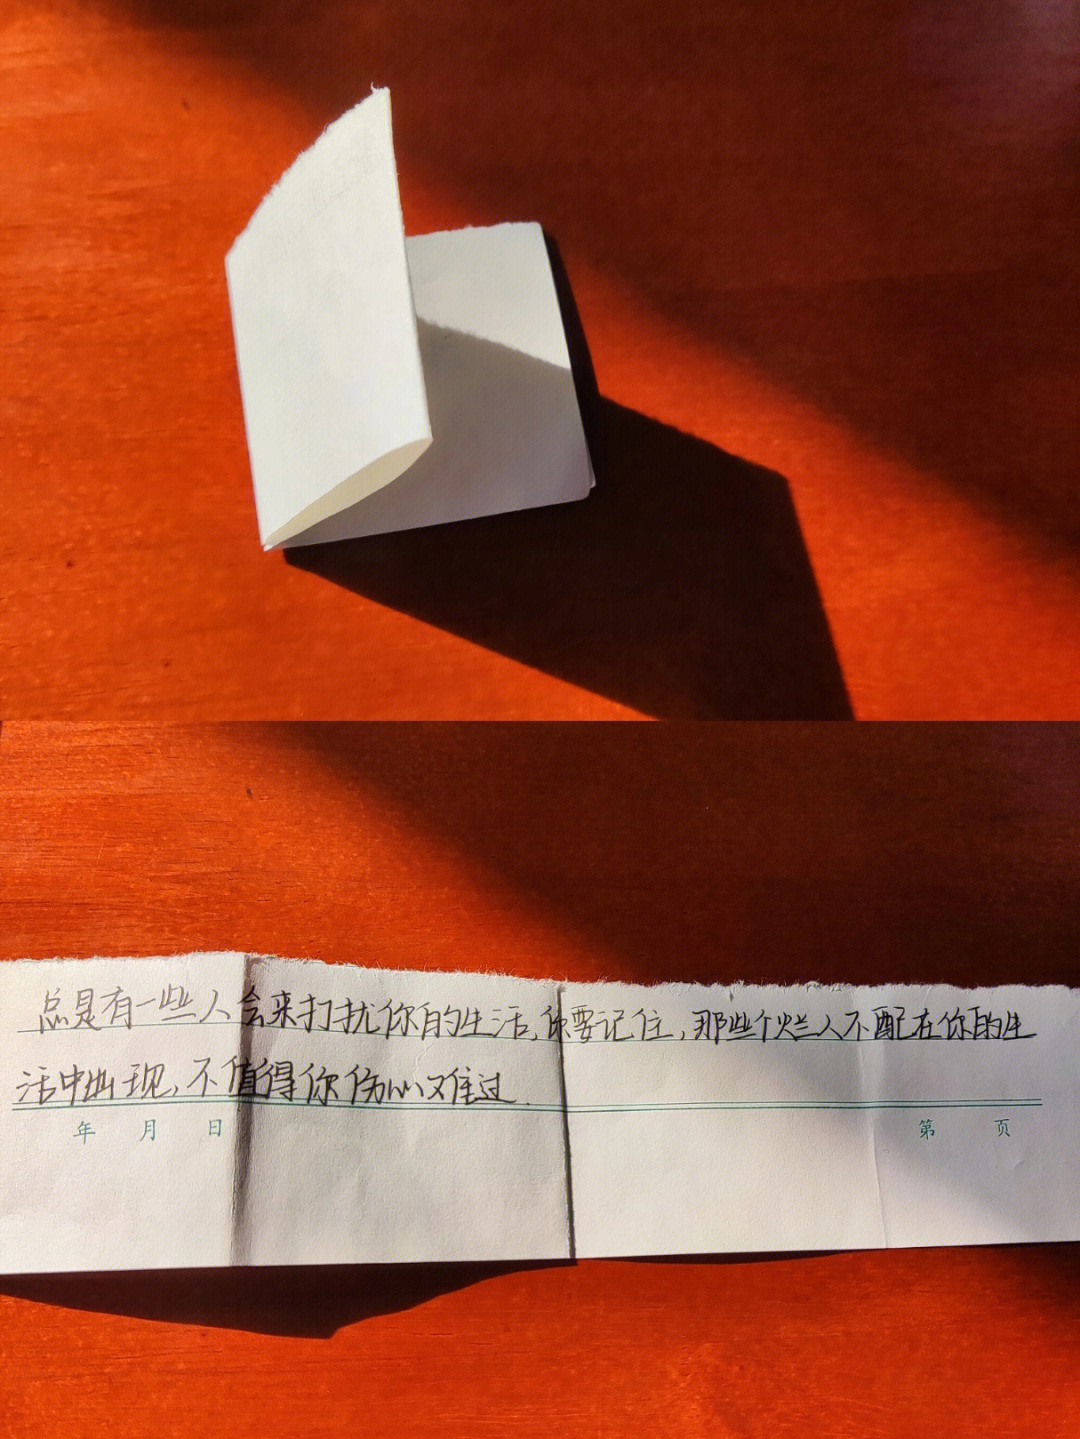 总是有一些人会来打扰你的生活,你要记住,那些个烂人不配在你的生
活中出现,不值得你伤心难过.
年 月 日 第 页